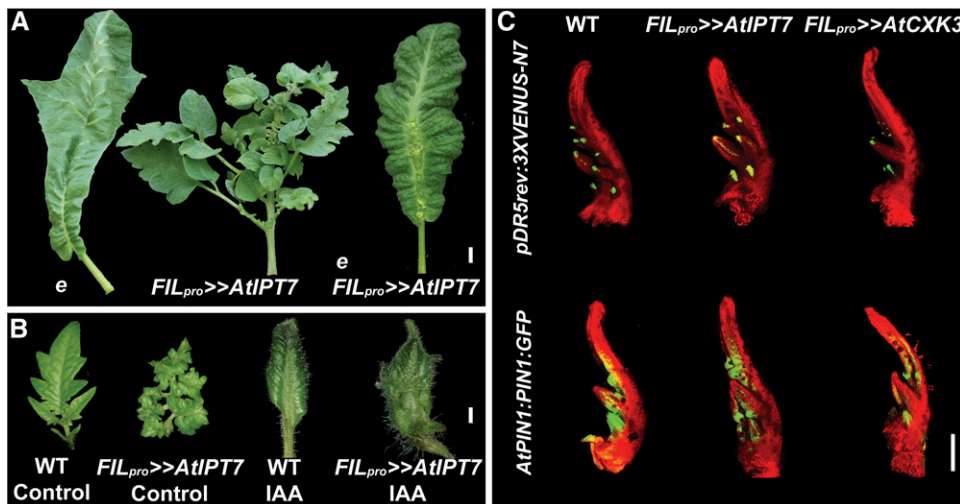 A
e
FILpro>>AtIPT7
e
FILpro>>AtIPT7
B
WT
Control
FILpro>>AtIPT7
Control
WT
IAA
FILpro>>AtIPT7
IAA
C
WT
FILpro>>AtIPT7
FILpro>>AtCXK3
pDR5rev:3XVENUS-N7
AtPIN1:PIN1:GFP